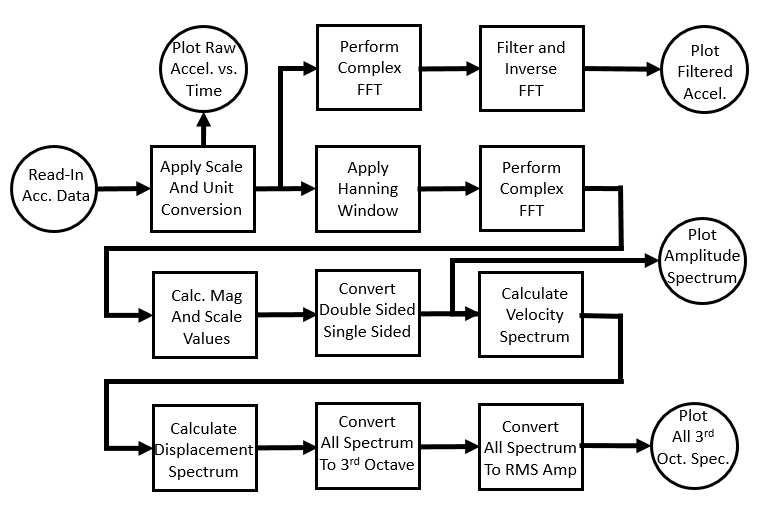 Plot Raw
Accel. vs.
Time
Perform
Complex
FFT
Filter and
Inverse
FFT
Plot
Filtered
Accel.
Read-In
Acc. Data
Apply Scale
And Unit
Conversion
Apply
Hanning
Window
Perform
Complex
FFT
Plot
Amplitude
Spectrum
Calc. Mag
And Scale
Values
Convert
Double Sided
Single Sided
Calculate
Velocity
Spectrum
Calculate
Displacement
Spectrum
Convert
All Spectrum
To 3rd Octave
Convert
All Spectrum
To RMS Amp
Plot
All 3rd
Oct. Spec.